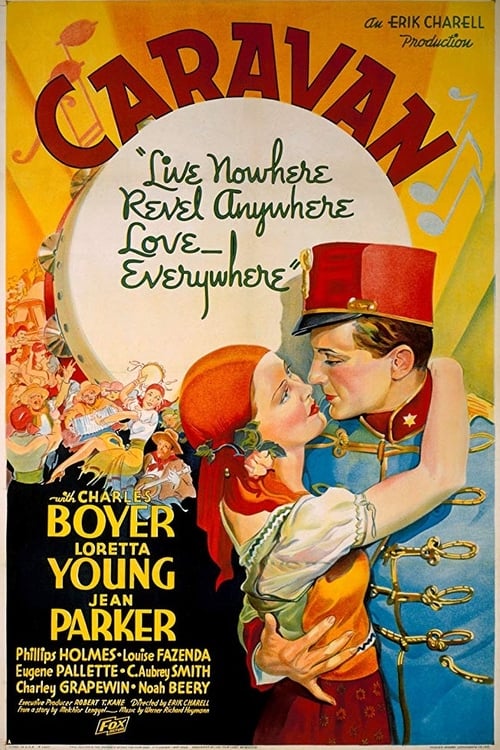 An ERIK CHARELL
Production
CARAVAN
"Live Nowhere
Revel Anywhere
Love—
Everywhere"
with CHARLES
BOYER
LORETTA
YOUNG
JEAN
PARKER
Phillips HOLMES • Louise FAZENDA
Eugene PALLETTE • C. Aubrey SMITH
Charley GRAPEWIN • Noah BEERY
Executive Producer ROBERT T. KANE Directed by ERIK CHARELL
From a story by Melchior Lengyel Music by Werner Richard Heymann
FOX